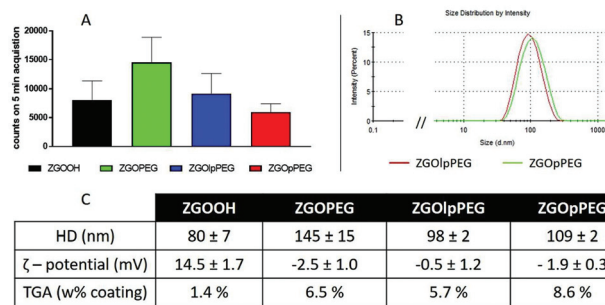 A
counts on 5 min acquistion
20000
15000
10000
5000
0
ZGOOH ZGOPEG ZGOlpPEG ZGOpPEG
B
Size Distribution by Intensity
Intensity (Percent)
15
10
5
0
0.1 // 10 100 1000
Size (d.nm)
ZGOlpPEG ZGOpPEG
C ZGOOH ZGOPEG ZGOlpPEG ZGOpPEG
HD (nm) 80 ± 7 145 ± 15 98 ± 2 109 ± 2
ζ – potential (mV) 14.5 ± 1.7 -2.5 ± 1.0 -0.5 ± 1.2 - 1.9 ± 0.3
TGA (w% coating) 1.4 % 6.5 % 5.7 % 8.6 %